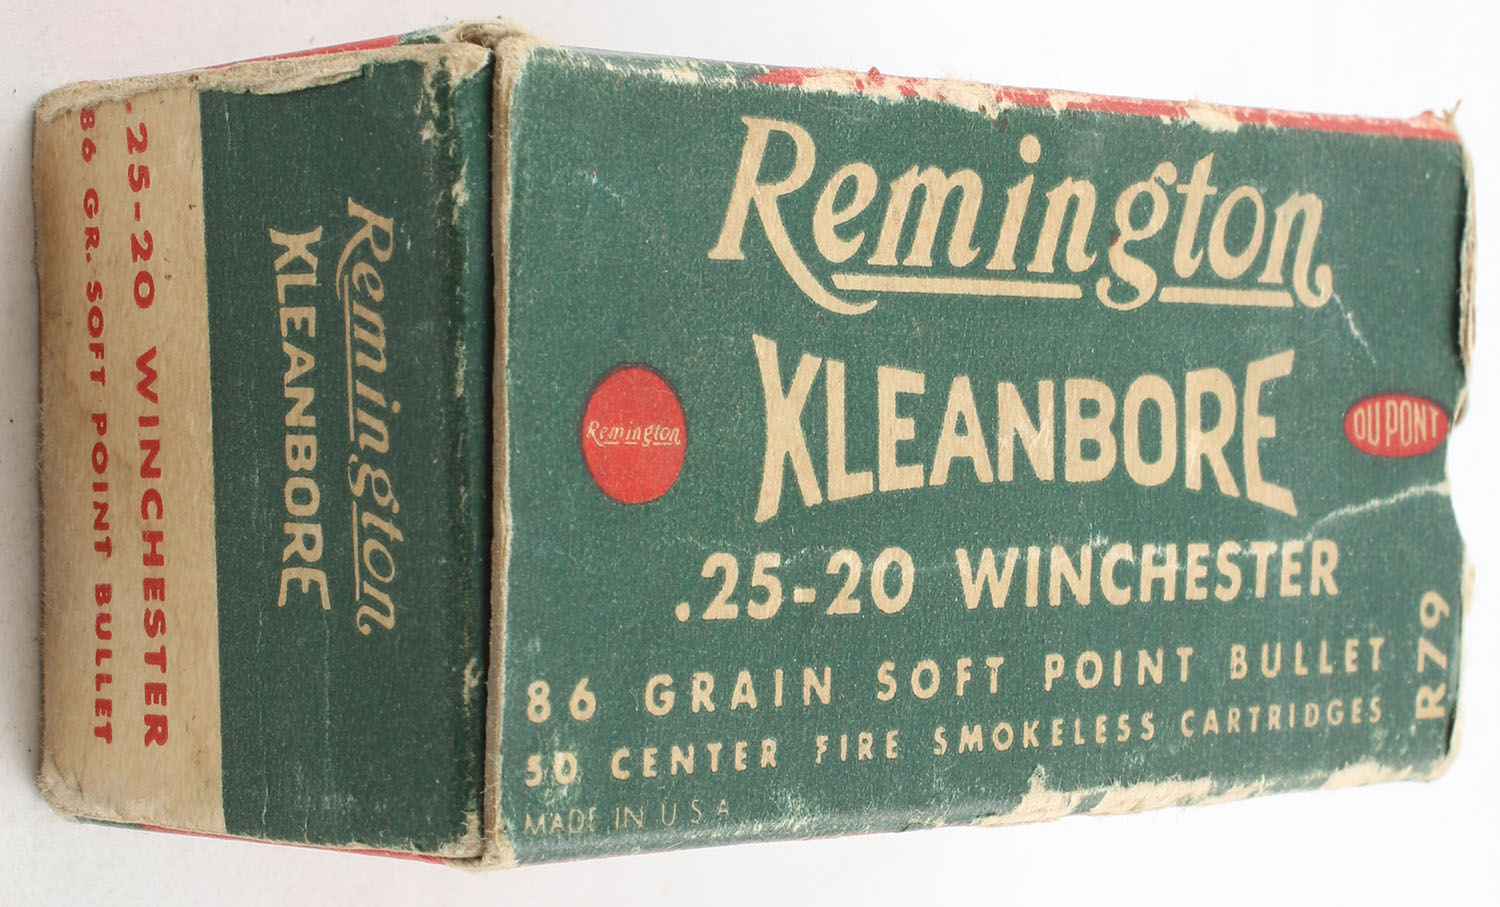 Remington
KLEANBORE
Remington
DU PONT
.25-20 WINCHESTER
86 GRAIN SOFT POINT BULLET
50 CENTER FIRE SMOKELESS CARTRIDGES
MADE IN U S A
R79
Remington
KLEANBORE
.25-20 WINCHESTER
86 GR. SOFT POINT BULLET